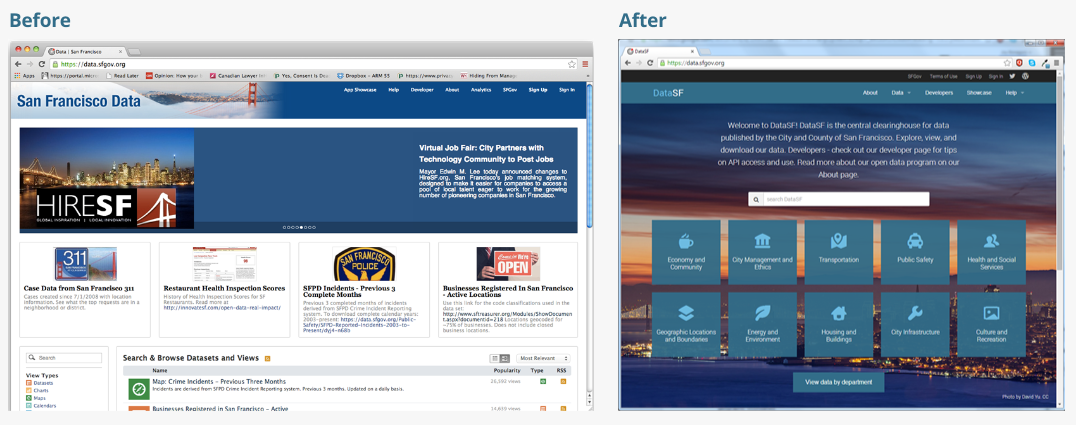 Before
Data | San Francisco
https://data.sfgov.org
Apps
https://portal.micro
Read Later
Opinion: How your S
Canadian Lawyer In
Yes, Consent is Dea
Dropbox - ARM 55
https://www.privac
Hiding From Manag
San Francisco Data
App Showcase Help Developer About Analytics SFGov Sign Up Sign In
HIRESF
GLOBAL INSPIRATION | LOCAL INNOVATION
Virtual Job Fair: City Partners with
Technology Community to Post Jobs
Mayor Edwin M. Lee today announced changes to
HireSF.org, San Francisco's job matching system,
designed to make it easier for companies to access a
pool of local talent eager to work for the growing
number of pioneering companies in San Francisco.
311
Case Data from San Francisco 311
Cases created since 7/1/2008 with location
information. See what the top requests are in a
neighborhood or district.
Restaurant Health Inspection Scores
History of Health Inspection Scores for SF
Restaurants. Read more at
http://innovatesf.com/open-data-real-impact/
SAN FRANCISCO
POLICE
SFPD Incidents - Previous 3
Complete Months
Previous 3 completed months of incidents
derived from SFPD Crime Incident Reporting
system. To download complete calendar years:
2003-present: https://data.sfgov.org/Public-
Safety/SFPD-Reported-Incidents-2003-to-
Present/dyj4-n68b
Come in WE'RE
OPEN
Businesses Registered In San Francisco
- Active Locations
Use this link for the code classifications used in the
data set:
http://www.sftreasurer.org/Modules/ShowDocum
ent.aspx?documentid=218 Locations geocoded for
~75% of businesses. Does not include closed
business locations.
Search
View Types
Datasets
Charts
Maps
Calendars
Search & Browse Datasets and Views
Most Relevant
Name Popularity Type RSS
Map: Crime Incidents - Previous Three Months
Incidents are derived from SFPD Crime Incident Reporting system. Previous 3 months. Updated on a daily basis.
views
Businesses Registered in San Francisco - Active
views
After
DataSF
https://data.sfgov.org
SFGov Terms of Use Sign Up Sign In
DataSF
About Data Developers Showcase Help
Welcome to DataSF! DataSF is the central clearinghouse for data
published by the City and County of San Francisco. Explore, view, and
download our data. Developers - check out our developer page for tips
on API access and use. Read more about our open data program on our
About page.
search DataSF
Economy and
Community
City Management and
Ethics
Transportation
Public Safety
Health and Social
Services
Geographic Locations
and Boundaries
Energy and
Environment
Housing and
Buildings
City Infrastructure
Culture and
Recreation
View data by department
Photo by David Yu. CC